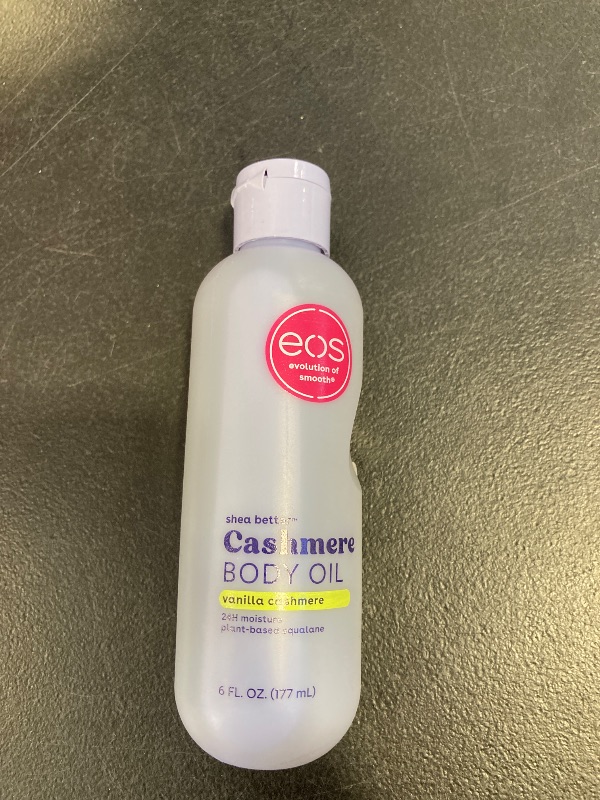 eos
evolution of
smooth®
shea better™
Cashmere
BODY OIL
vanilla cashmere
24H moisture
plant-based squalane
6 FL. OZ. (177 mL)